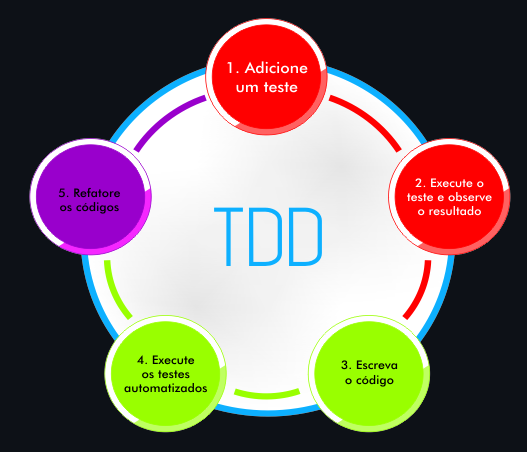 1. Adicione
um teste
2. Execute o
teste e observe
o resultado
3. Escreva
o código
4. Execute
os testes
automatizados
5. Refatore
os códigos
TDD